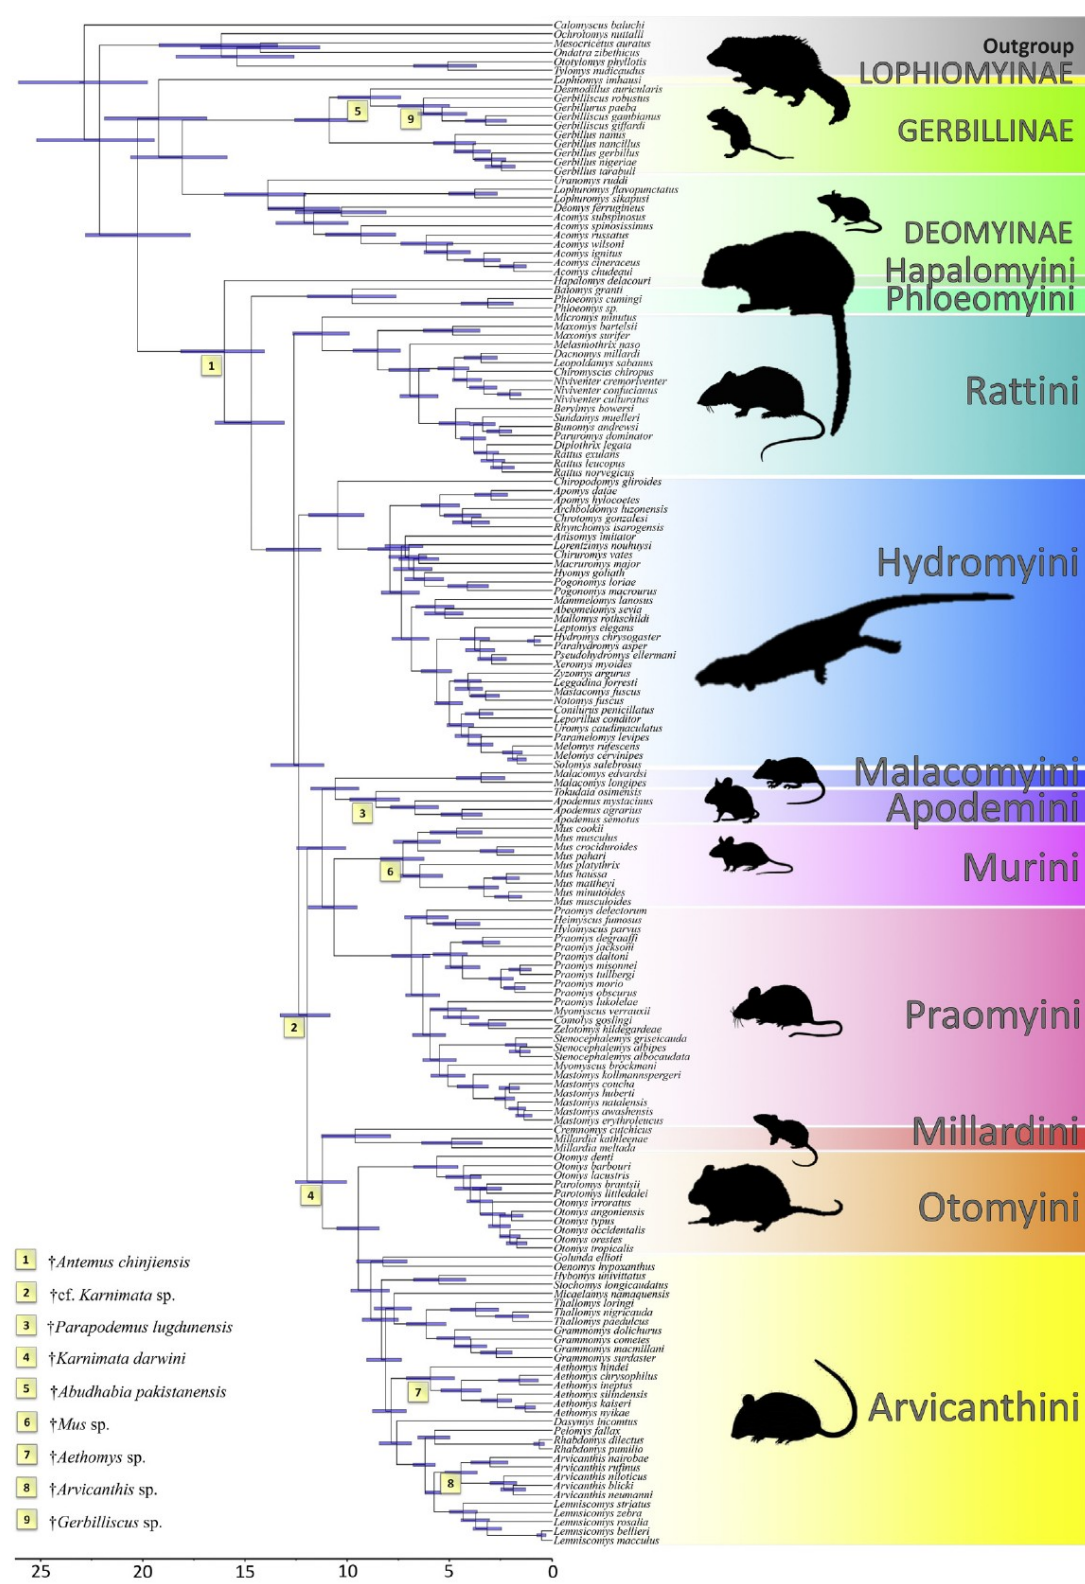 Calomyscus baluchi
Ochrotomys nuttalli
Mesocricetus auratus
Ondatra zibethicus
Outgroup
Ototylomys phyllotis
Tylomys nudicaudus
LOPHIOMYINAE
Lophiomys imhausi
Desmodillus auricularis
Gerbilliscus robustus
Gerbillurus paeba
5
9
Gerbilliscus gambianus
Gerbilliscus giffardi
GERBILLINAE
Gerbillus nanus
Gerbillus nancillus
Gerbillus gerbillus
Gerbillus nigeriae
Gerbillus tarabuli
Uranomys ruddi
Lophuromys flavopunctatus
Lophuromys sikapusi
Deomys ferrugineus
Acomys subspinosus
Acomys spinosissimus
DEOMYINAE
Acomys russatus
Acomys wilsoni
Acomys ignitus
Acomys cineraceus
Acomys chudeaui
Hapalomyini
Hapalomys delacouri
Batomys granti
Phloeomys cumingi
Phloeomyini
Phloeomys sp.
Micromys minutus
Maxomys bartelsii
Maxomys surifer
Melasmothrix naso
Dacnomys millardi
1
Leopoldamys sabanus
Chiromyscus chiropus
Niviventer cremoriventer
Niviventer confucianus
Rattini
Niviventer culturatus
Berylmys bowersi
Sundamys muelleri
Bunomys andrewsi
Paruromys dominator
Diplothrix legata
Rattus exulans
Rattus leucopus
Rattus norvegicus
Chiropodomys gliroides
Apomys datae
Apomys hylocoetes
Archboldomys luzonensis
Chrotomys gonzalesi
Rhynchomys isarogensis
Anisomys imitator
Lorentzimys nouhuysi
Chiruromys vates
Hydromyini
Macruromys major
Hyomys goliath
Pogonomys loriae
Pogonomys macrourus
Mammelomys lanosus
Abeomelomys sevia
Mallomys rothschildi
Leptomys elegans
Hydromys chrysogaster
Parahydromys asper
Pseudohydromys ellermani
Xeromys myoides
Zyzomys argurus
Leggadina forresti
Mastacomys fuscus
Notomys fuscus
Conilurus penicillatus
Leporillus conditor
Uromys caudimaculatus
Paramelomys levipes
Melomys rufescens
Melomys cervinipes
Solomys salebrosus
Malacomyini
Malacomys edwardsi
Malacomys longipes
Tokudaia osimensis
Apodemus mystacinus
3
Apodemus agrarius
Apodemini
Apodemus semotus
Mus cookii
Mus musculus
Mus crociduroides
Mus pahari
Mus platythrix
Murini
6
Mus haussa
Mus mattheyi
Mus minutoides
Mus musculoides
Praomys delectorum
Heimyscus fumosus
Hylomyscus parvus
Praomys degraaffi
Praomys jacksoni
Praomys daltoni
Praomys misonnei
Praomys tullbergi
Praomys morio
Praomys obscurus
Praomys lukolelae
Myomyscus verrauxii
Praomyini
Colomys goslingi
2
Zelotomys hildegardeae
Stenocephalemys griseicauda
Stenocephalemys albipes
Stenocephalemys albocaudata
Myomyscus brockmani
Mastomys kollmannspergeri
Mastomys coucha
Mastomys huberti
Mastomys natalensis
Mastomys awashensis
Mastomys erythroleucus
Cremnomys cutchicus
Millardini
Millardia kathleenae
Millardia meltada
Otomys denti
Otomys barbouri
Otomys lacustris
Parotomys brantsii
4
Parotomys littledalei
Otomys irroratus
Otomyini
Otomys angoniensis
Otomys typus
Otomys occidentalis
Otomys orestes
Otomys tropicalis
Golunda ellioti
1 †Antemus chinjiensis
Oenomys hypoxanthus
Hybomys univittatus
Stochomys longicaudatus
2 †cf. Karnimata sp.
Micaelamys namaquensis
Thallomys loringi
Thallomys nigricauda
Thallomys paedulcus
3 †Parapodemus lugdunensis
Grammomys dolichurus
Grammomys cometes
Grammomys macmillani
4 †Karnimata darwini
Grammomys surdaster
Aethomys hindei
Aethomys chrysophilus
Aethomys ineptus
5 †Abudhabia pakistanensis
7
Aethomys silindensis
Aethomys kaiseri
Arvicanthini
Aethomys nyikae
Dasymys incomtus
6 †Mus sp.
Pelomys fallax
Rhabdomys dilectus
Rhabdomys pumilio
7 †Aethomys sp.
Arvicanthis nairobae
Arvicanthis rufinus
Arvicanthis niloticus
8
Arvicanthis blicki
8 †Arvicanthis sp.
Arvicanthis neumanni
Lemniscomys striatus
Lemniscomys zebra
9 †Gerbilliscus sp.
Lemnsicomys rosalia
Lemniscomys bellieri
Lemniscomys macculus
25 20 15 10 5 0